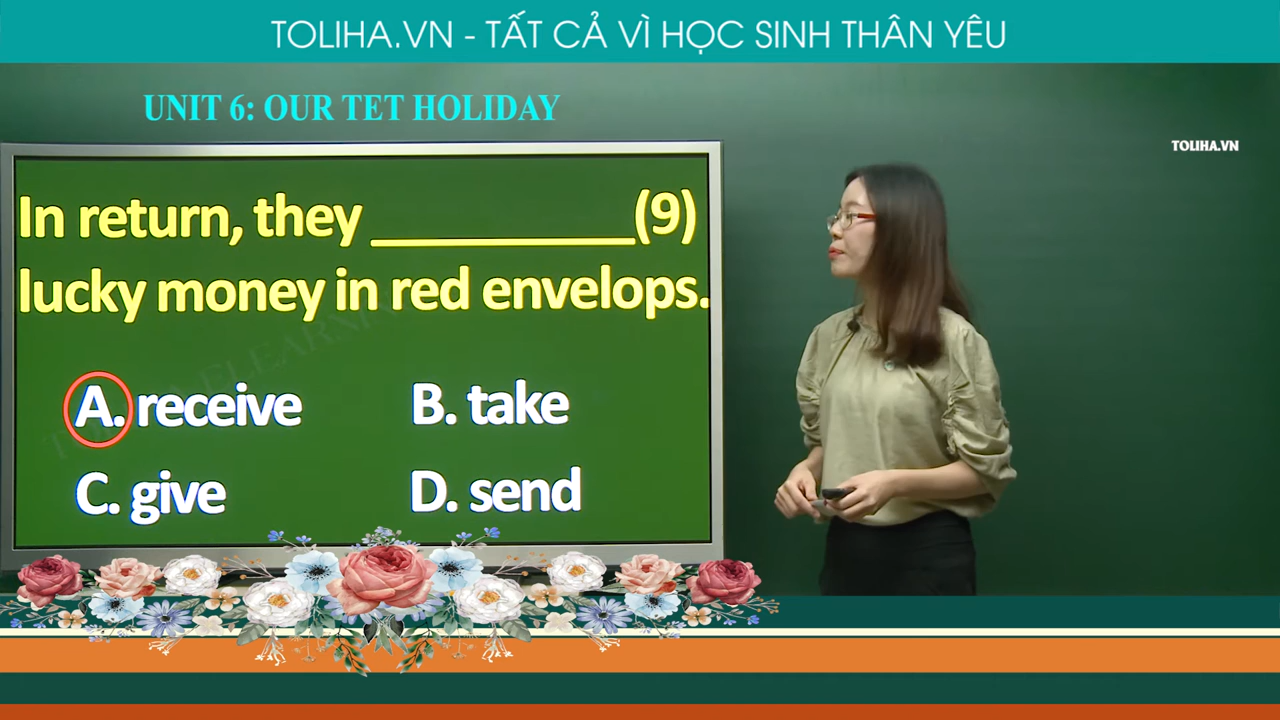 TOLIHA.VN - TẤT CẢ VÌ HỌC SINH THÂN YÊU
UNIT 6: OUR TET HOLIDAY
TOLIHA.VN
In return, they __________(9)
lucky money in red envelops.
A. receive
B. take
C. give
D. send